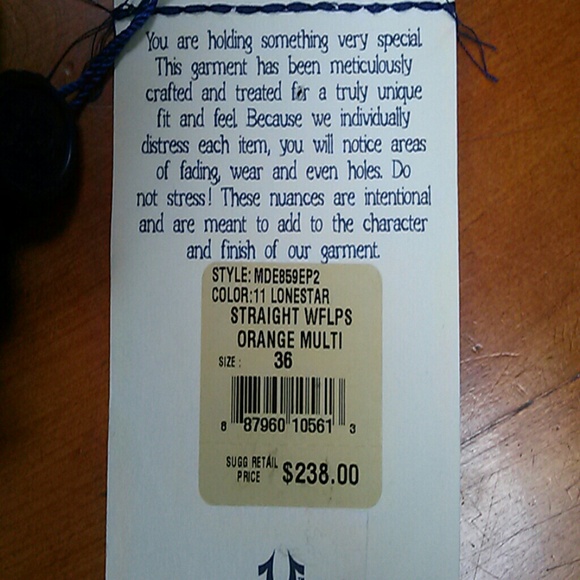 You are holding something very special.
This garment has been meticulously
crafted and treated for a truly unique
fit and feel. Because we individually
distress each item, you will notice areas
of fading, wear and even holes. Do
not stress! These nuances are intentional
and are meant to add to the character
and finish of our garment.
STYLE: MDE859EP2
COLOR:11 LONESTAR
STRAIGHT WFLPS
ORANGE MULTI
SIZE: 36
8 87960 10561 3
SUGG RETAIL
PRICE $238.00